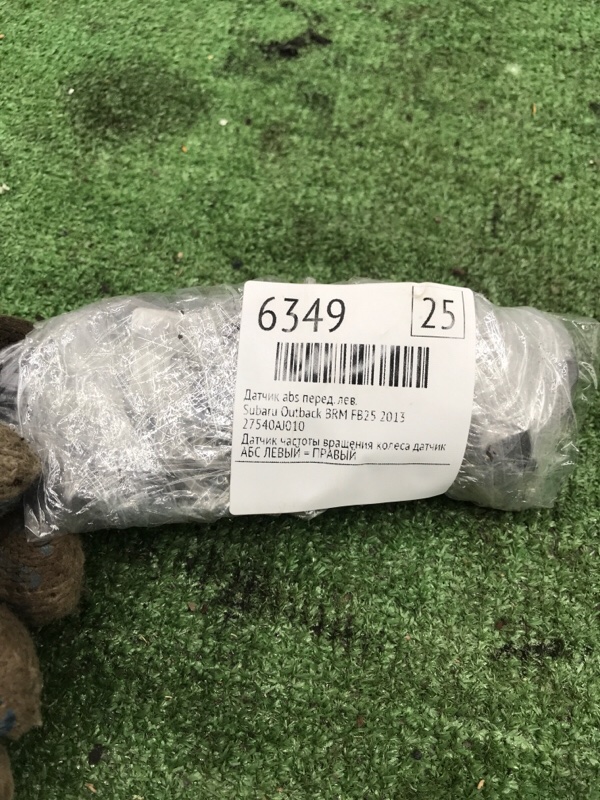 6349 25
Датчик abs перед. лев.
Subaru Outback BRM FB25 2013
27540AJ010
Датчик частоты вращения колеса датчик
АБС ЛЕВЫЙ = ПРАВЫЙ